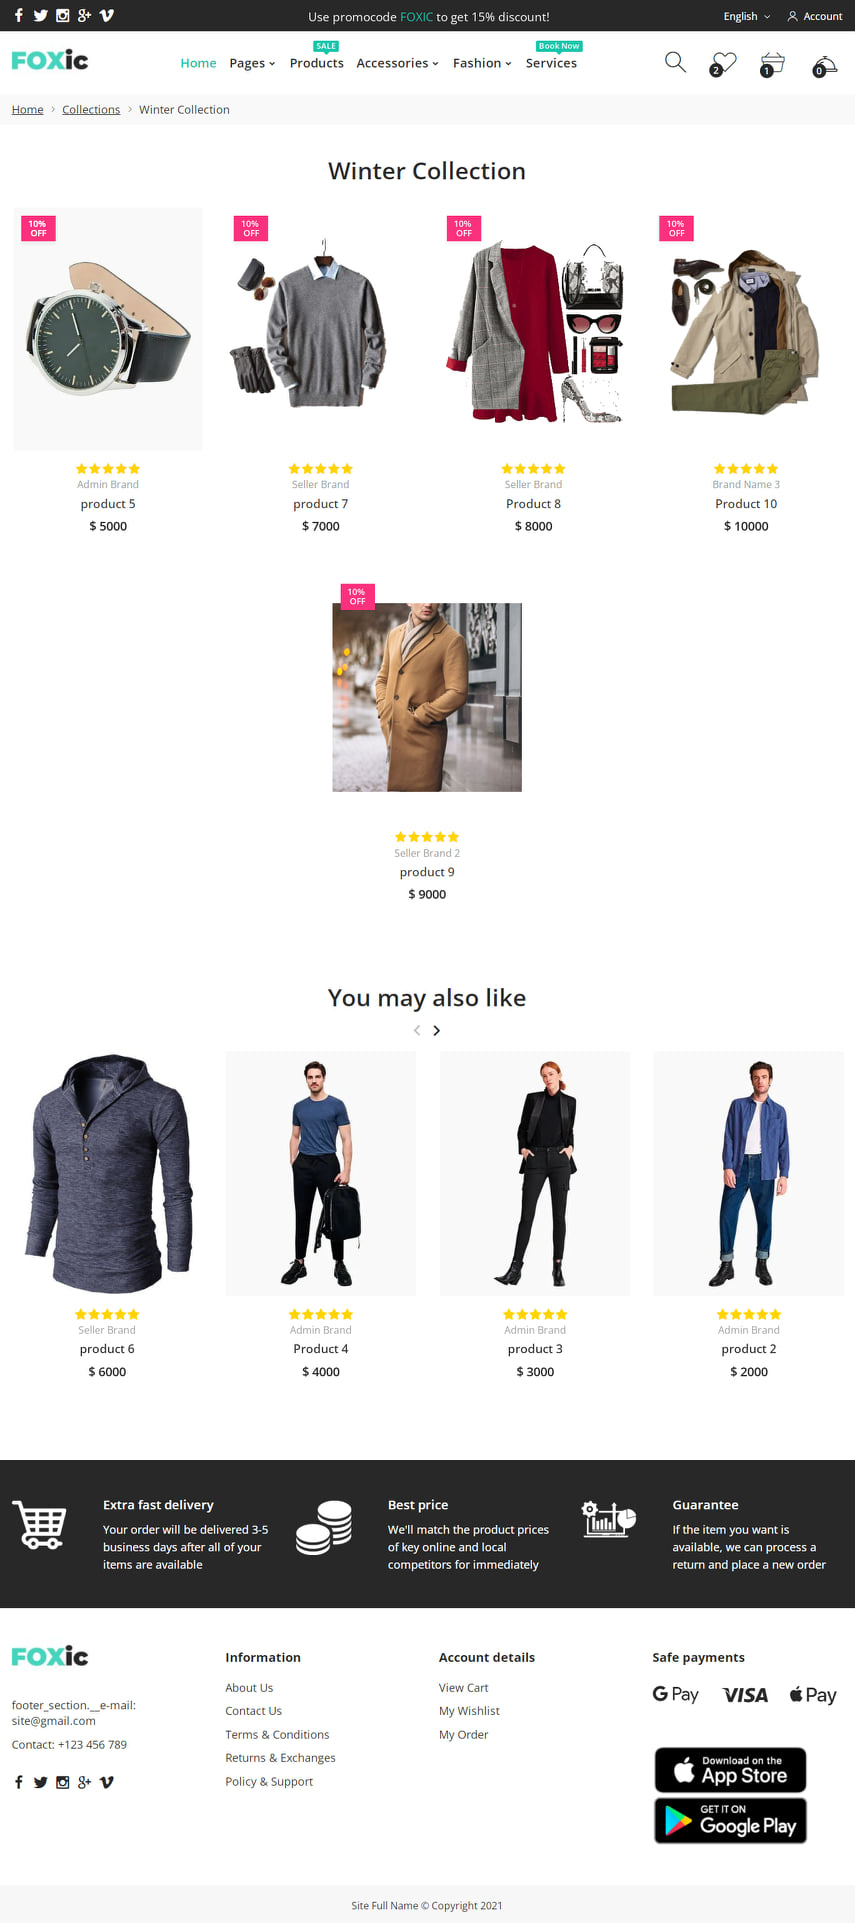 Use promocode FOXIC to get 15% discount!
English
Account
FOXic
Home
Pages
SALE
Products
Accessories
Fashion
Book Now
Services
2
1
0
Home > Collections > Winter Collection
Winter Collection
10% OFF
10% OFF
10% OFF
10% OFF
Admin Brand
product 5
$ 5000
Seller Brand
product 7
$ 7000
Seller Brand
Product 8
$ 8000
Brand Name 3
Product 10
$ 10000
10% OFF
Seller Brand 2
product 9
$ 9000
You may also like
Seller Brand
product 6
$ 6000
Admin Brand
Product 4
$ 4000
Admin Brand
product 3
$ 3000
Admin Brand
product 2
$ 2000
Extra fast delivery
Your order will be delivered 3-5
business days after all of your
items are available
Best price
We'll match the product prices
of key online and local
competitors for immediately
Guarantee
If the item you want is
available, we can process a
return and place a new order
FOXic
footer_section.__e-mail:
site@gmail.com
Contact: +123 456 789
Information
About Us
Contact Us
Terms & Conditions
Returns & Exchanges
Policy & Support
Account details
View Cart
My Wishlist
My Order
Safe payments
G Pay
VISA
Pay
Download on the
App Store
GET IT ON
Google Play
Site Full Name © Copyright 2021